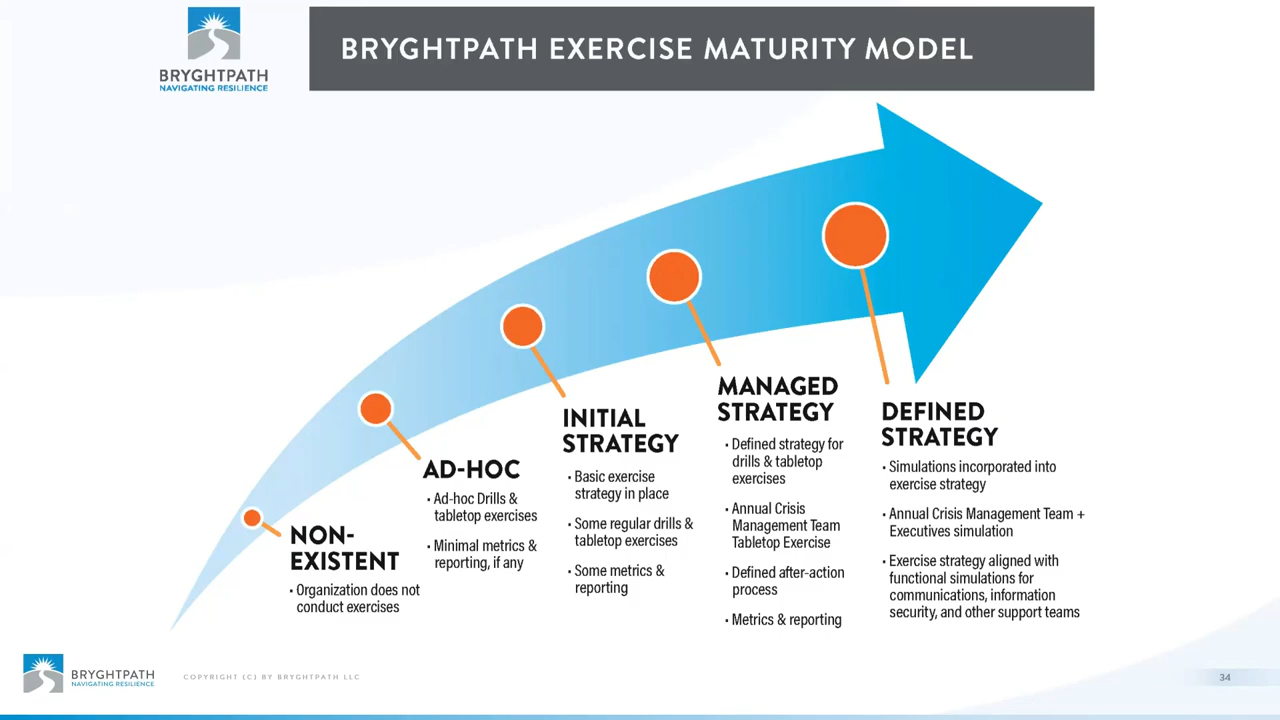 BRYGHTPATH
NAVIGATING RESILIENCE
BRYGHTPATH EXERCISE MATURITY MODEL
NON-
EXISTENT
• Organization does not
conduct exercises
AD-HOC
• Ad-hoc Drills &
tabletop exercises
• Minimal metrics &
reporting, if any
INITIAL
STRATEGY
• Basic exercise
strategy in place
• Some regular drills &
tabletop exercises
• Some metrics &
reporting
MANAGED
STRATEGY
• Defined strategy for
drills & tabletop
exercises
• Annual Crisis
Management Team
Tabletop Exercise
• Defined after-action
process
• Metrics & reporting
DEFINED
STRATEGY
• Simulations incorporated into
exercise strategy
• Annual Crisis Management Team +
Executives simulation
• Exercise strategy aligned with
functional simulations for
communications, information
security, and other support teams
BRYGHTPATH
NAVIGATING RESILIENCE
COPYRIGHT (C) BY BRYGHTPATH LLC
34